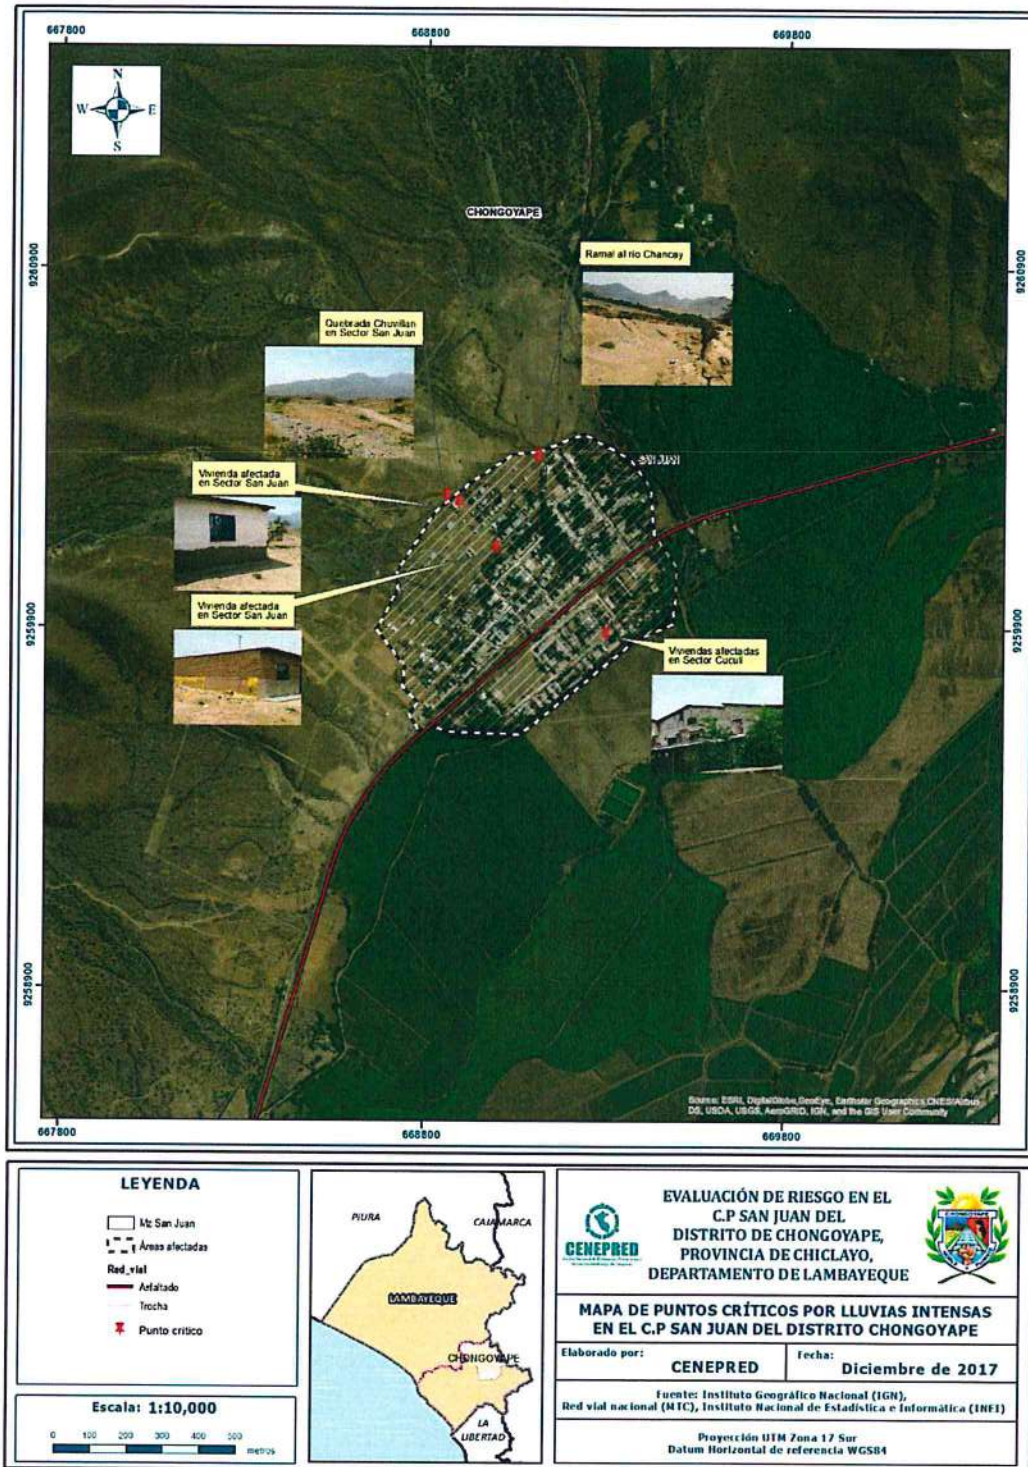 667800
668800
669800
N
W
E
S
CHONGOYAPE
9260900
9260900
Ramal al río Chancay
Quebrada Chuvillan
en Sector San Juan
SAN JUAN
Vivienda afectada
en Sector San Juan
Vivienda afectada
en Sector San Juan
9259900
9259900
Viviendas afectadas
en Sector Cuculí
9258900
9258900
Source: ESRI, DigitalGlobe, GeoEye, Earthstar Geographics, CNES/Airbus
DS, USDA, USGS, AeroGRID, IGN, and the GIS User Community
667800
668800
669800
LEYENDA
Mz San Juan
Áreas afectadas
Red_vial
Asfaltado
Trocha
Punto crítico
Escala: 1:10,000
0 100 200 300 400 500
metros
PIURA
CAJAMARCA
LAMBAYEQUE
CHONGOYAPE
LA
LIBERTAD
CENEPRED
EVALUACIÓN DE RIESGO EN EL
C.P SAN JUAN DEL
DISTRITO DE CHONGOYAPE,
PROVINCIA DE CHICLAYO,
DEPARTAMENTO DE LAMBAYEQUE
CHONGOYAPE
MAPA DE PUNTOS CRÍTICOS POR LLUVIAS INTENSAS
EN EL C.P SAN JUAN DEL DISTRITO CHONGOYAPE
Elaborado por:
CENEPRED
Fecha:
Diciembre de 2017
Fuente: Instituto Geográfico Nacional (IGN),
Red vial nacional (MTC), Instituto Nacional de Estadística e Informática (INEI)
Proyección UTM Zona 17 Sur
Datum Horizontal de referencia WGS84